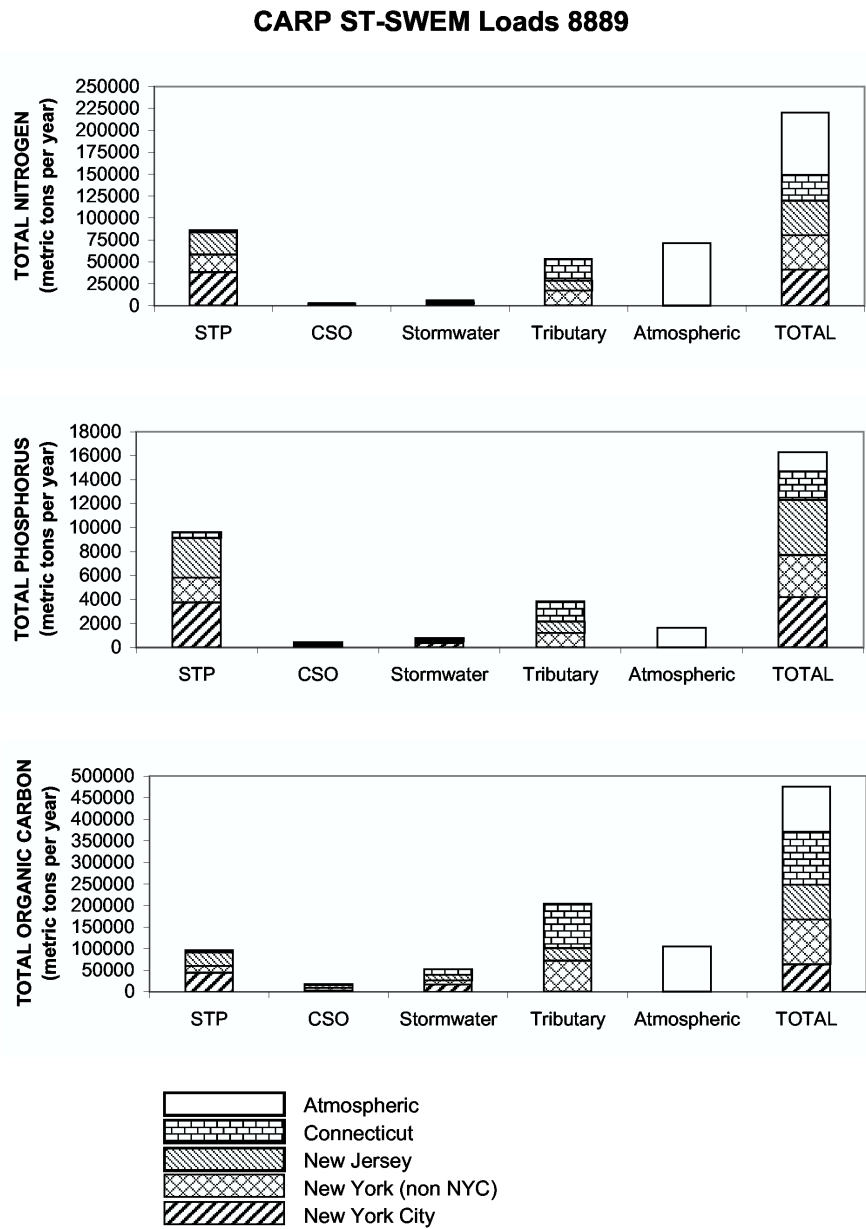 CARP ST-SWEM Loads 8889
TOTAL NITROGEN
(metric tons per year)
250000
225000
200000
175000
150000
125000
100000
75000
50000
25000
0
STP CSO Stormwater Tributary Atmospheric TOTAL
TOTAL PHOSPHORUS
(metric tons per year)
18000
16000
14000
12000
10000
8000
6000
4000
2000
0
STP CSO Stormwater Tributary Atmospheric TOTAL
TOTAL ORGANIC CARBON
(metric tons per year)
500000
450000
400000
350000
300000
250000
200000
150000
100000
50000
0
STP CSO Stormwater Tributary Atmospheric TOTAL
Atmospheric
Connecticut
New Jersey
New York (non NYC)
New York City